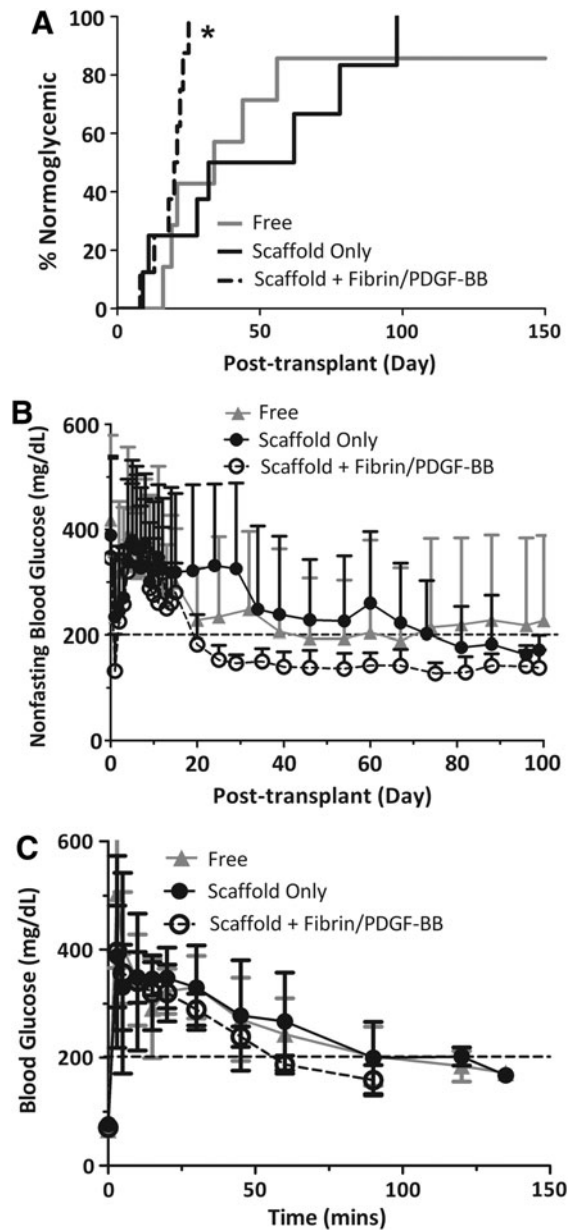 A
*
% Normoglycemic
100
80
60
40
20
0
Free
Scaffold Only
Scaffold + Fibrin/PDGF-BB
0 50 100 150
Post-transplant (Day)
B
Nonfasting Blood Glucose (mg/dL)
600
400
200
0
Free
Scaffold Only
Scaffold + Fibrin/PDGF-BB
0 20 40 60 80 100
Post-transplant (Day)
C
Blood Glucose (mg/dL)
600
400
200
0
Free
Scaffold Only
Scaffold + Fibrin/PDGF-BB
0 50 100 150
Time (mins)